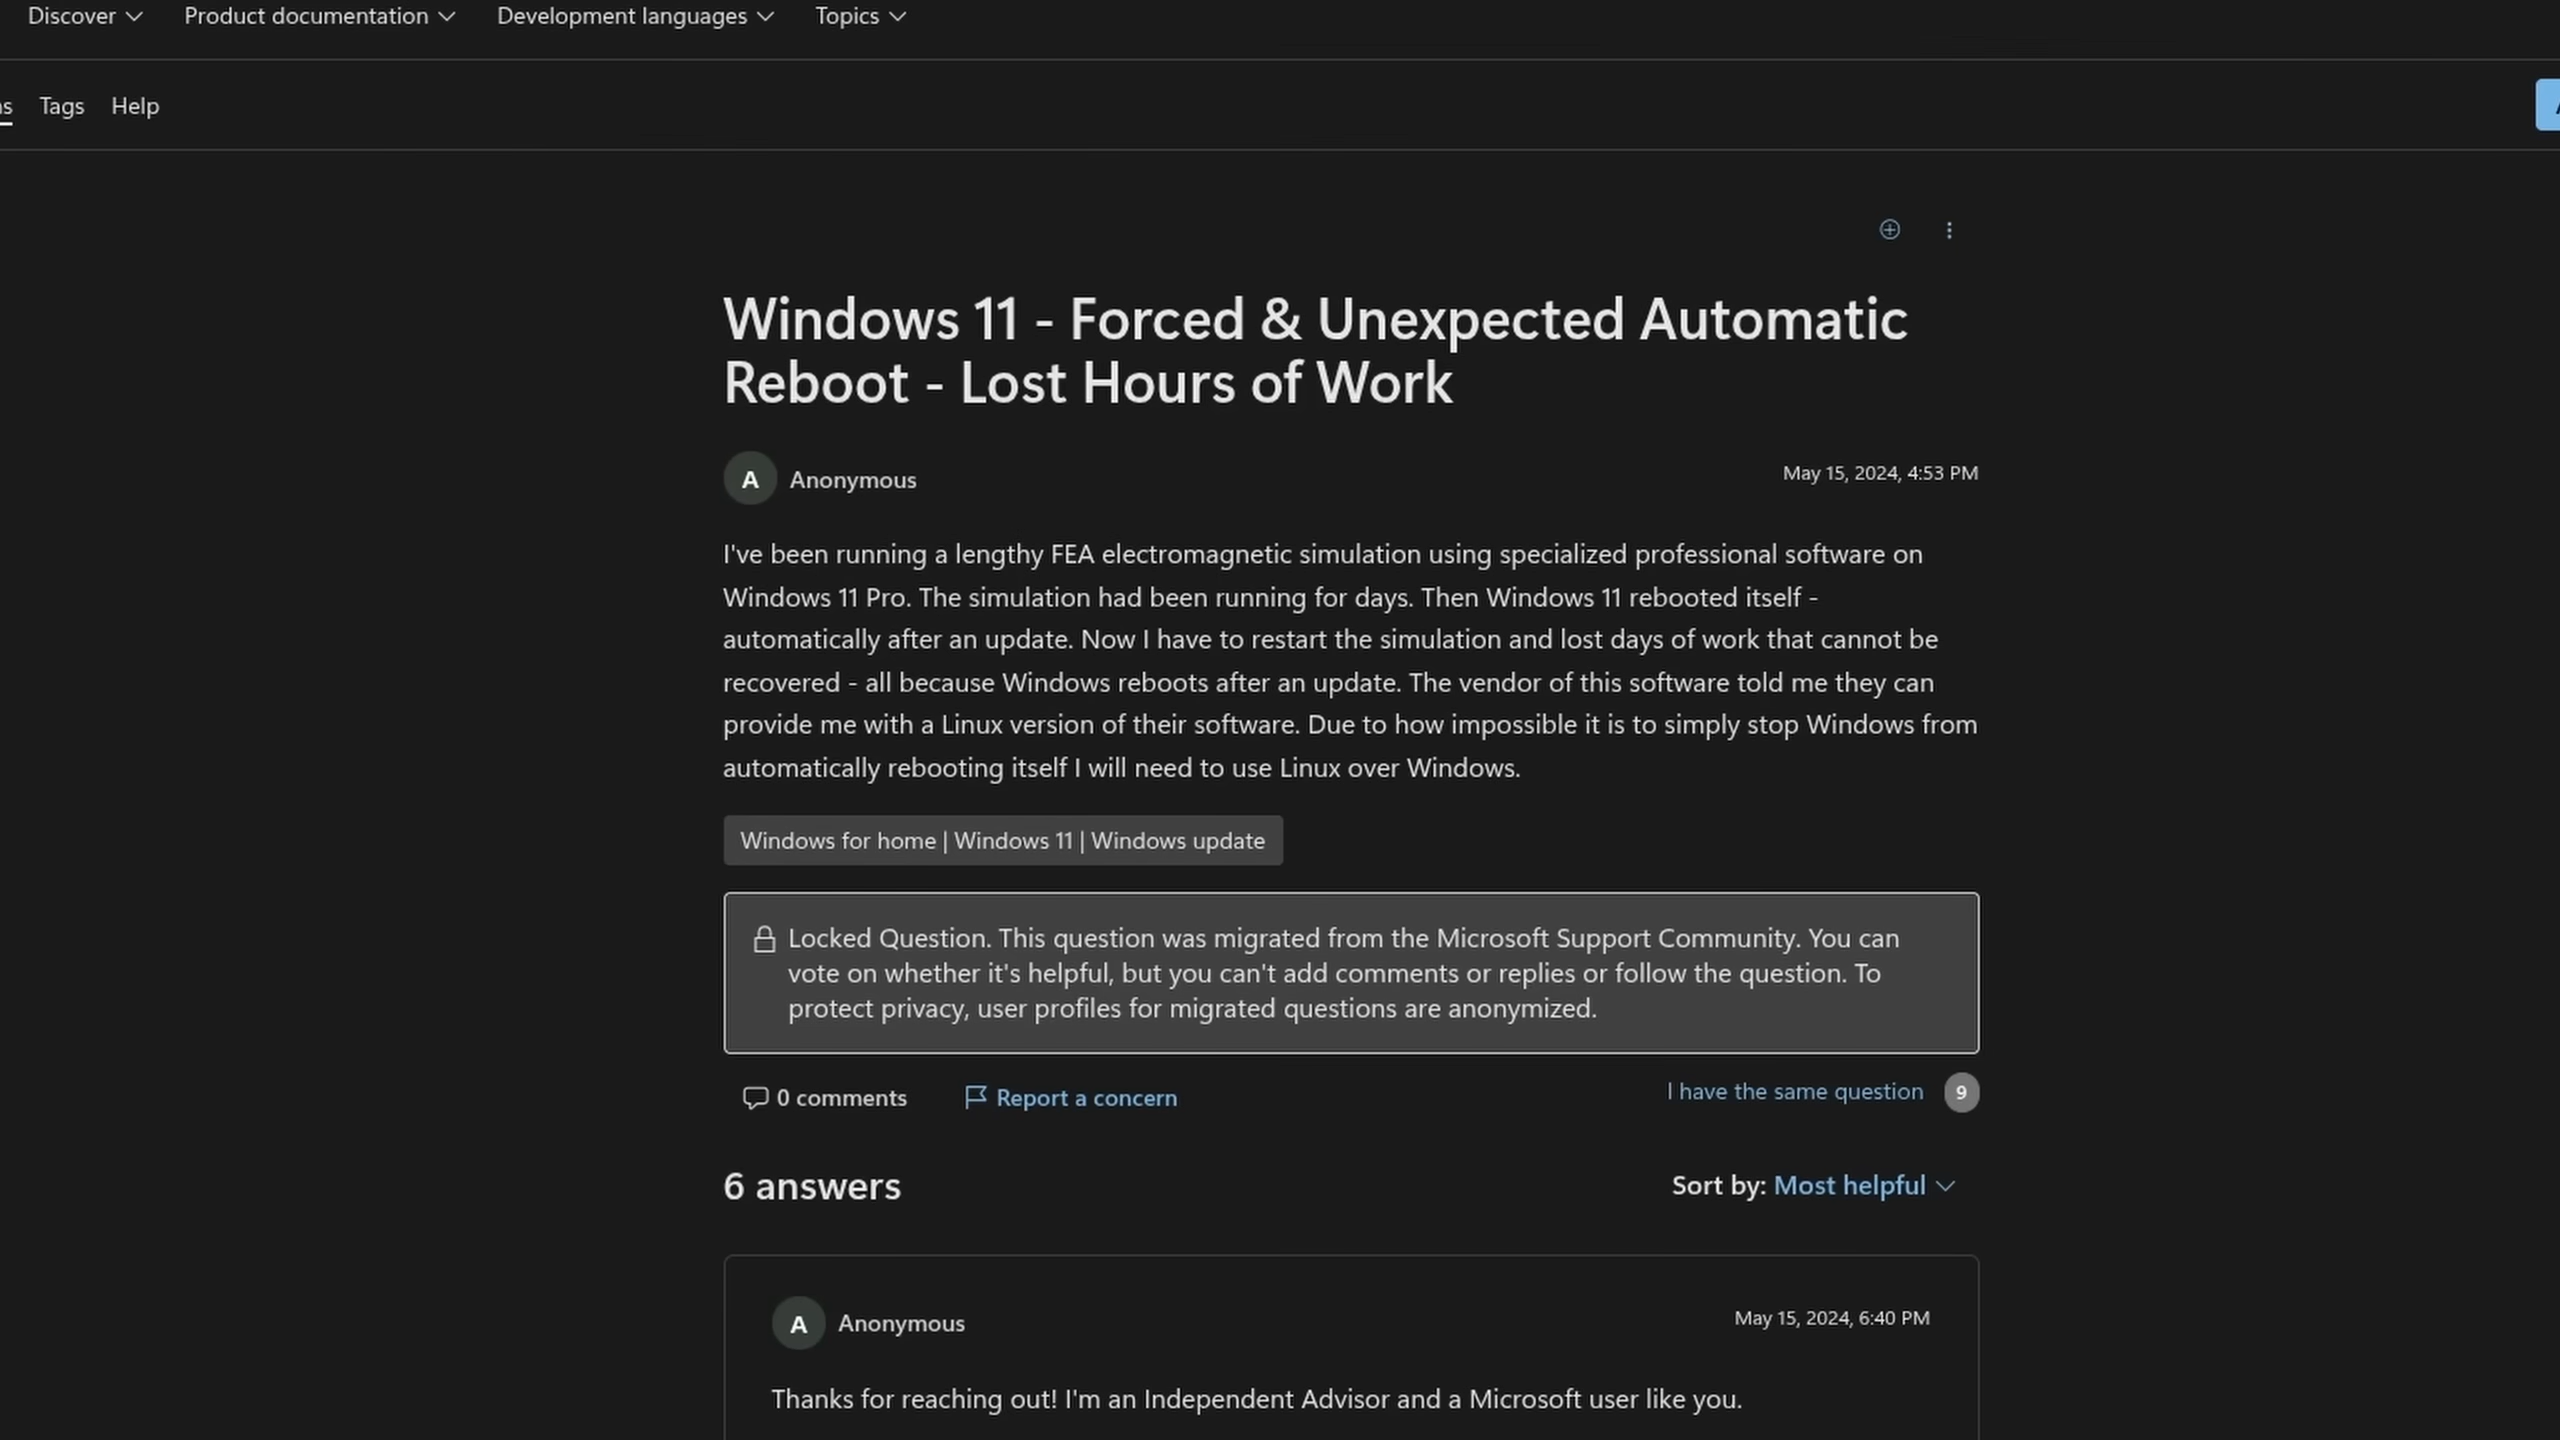 Discover Product documentation Development languages Topics
Tags Help
Windows 11 - Forced & Unexpected Automatic
Reboot - Lost Hours of Work
A Anonymous May 15, 2024, 4:53 PM
I've been running a lengthy FEA electromagnetic simulation using specialized professional software on
Windows 11 Pro. The simulation had been running for days. Then Windows 11 rebooted itself -
automatically after an update. Now I have to restart the simulation and lost days of work that cannot be
recovered - all because Windows reboots after an update. The vendor of this software told me they can
provide me with a Linux version of their software. Due to how impossible it is to simply stop Windows from
automatically rebooting itself I will need to use Linux over Windows.
Windows for home | Windows 11 | Windows update
Locked Question. This question was migrated from the Microsoft Support Community. You can
vote on whether it's helpful, but you can't add comments or replies or follow the question. To
protect privacy, user profiles for migrated questions are anonymized.
0 comments Report a concern I have the same question 9
6 answers Sort by: Most helpful
A Anonymous May 15, 2024, 6:40 PM
Thanks for reaching out! I'm an Independent Advisor and a Microsoft user like you.